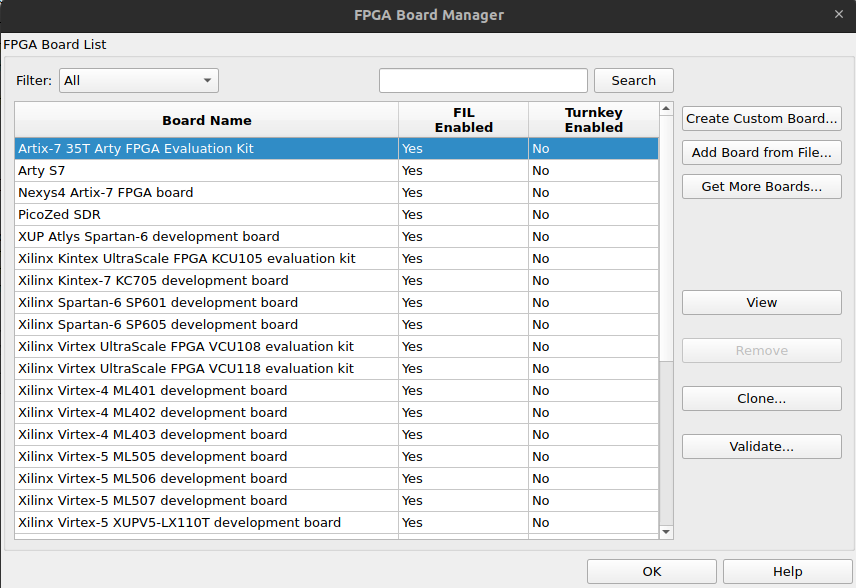 FPGA Board Manager
FPGA Board List
Filter: All Search
Board Name FIL Enabled Turnkey Enabled
Artix-7 35T Arty FPGA Evaluation Kit Yes No
Arty S7 Yes No
Nexys4 Artix-7 FPGA board Yes No
PicoZed SDR Yes No
XUP Atlys Spartan-6 development board Yes No
Xilinx Kintex UltraScale FPGA KCU105 evaluation kit Yes No
Xilinx Kintex-7 KC705 development board Yes No
Xilinx Spartan-6 SP601 development board Yes No
Xilinx Spartan-6 SP605 development board Yes No
Xilinx Virtex UltraScale FPGA VCU108 evaluation kit Yes No
Xilinx Virtex UltraScale FPGA VCU118 evaluation kit Yes No
Xilinx Virtex-4 ML401 development board Yes No
Xilinx Virtex-4 ML402 development board Yes No
Xilinx Virtex-4 ML403 development board Yes No
Xilinx Virtex-5 ML505 development board Yes No
Xilinx Virtex-5 ML506 development board Yes No
Xilinx Virtex-5 ML507 development board Yes No
Xilinx Virtex-5 XUPV5-LX110T development board Yes No
Create Custom Board...
Add Board from File...
Get More Boards...
View
Remove
Clone...
Validate...
OK Help